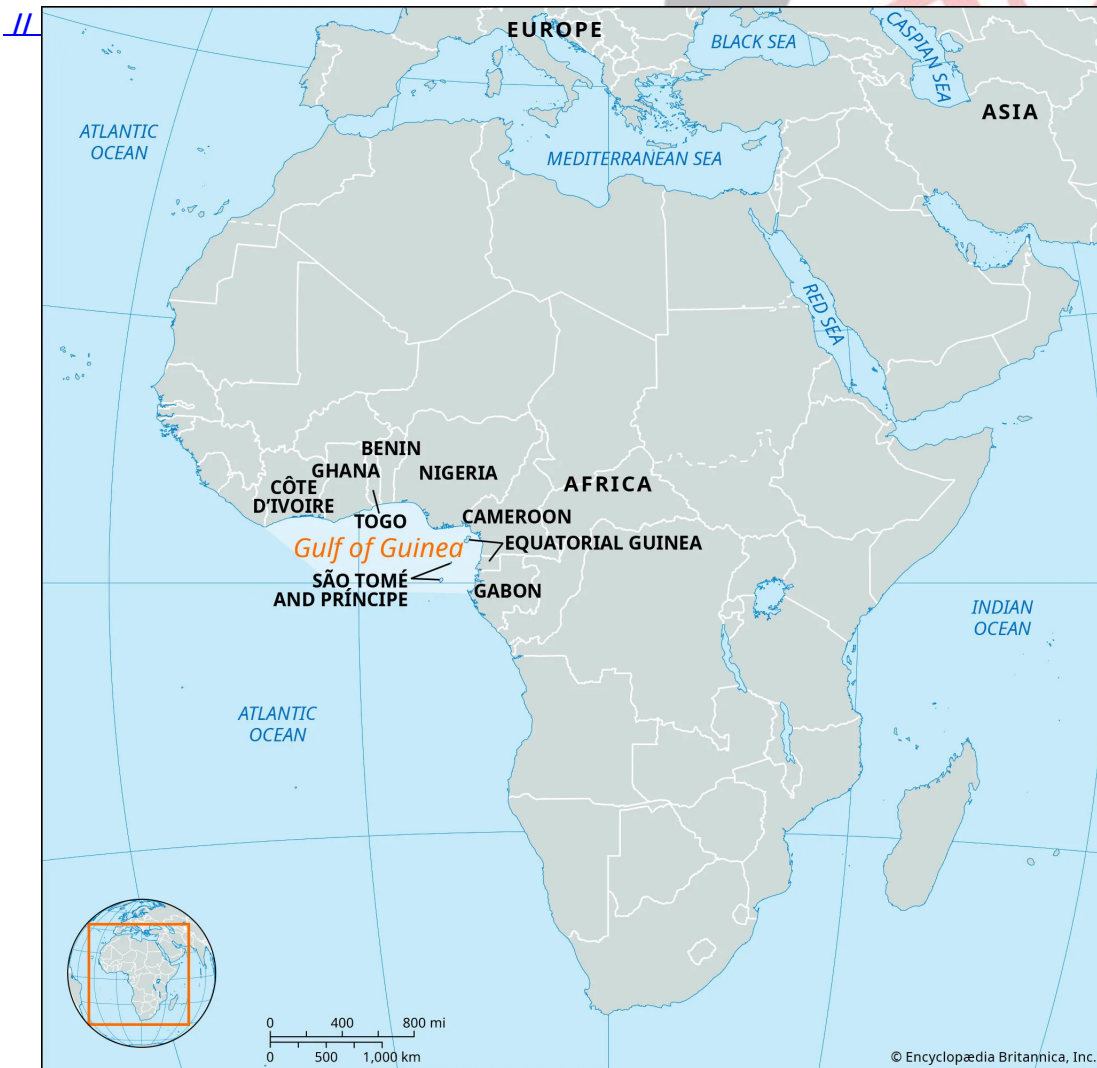 //
EUROPE
BLACK SEA
CASPIAN SEA
ASIA
ATLANTIC
OCEAN
MEDITERRANEAN SEA
RED SEA
BENIN
GHANA
NIGERIA
CÔTE
D'IVOIRE
AFRICA
TOGO
CAMEROON
Gulf of Guinea
EQUATORIAL GUINEA
SÃO TOMÉ
AND PRÍNCIPE
GABON
INDIAN
OCEAN
ATLANTIC
OCEAN
0 400 800 mi
0 500 1,000 km
© Encyclopædia Britannica, Inc.